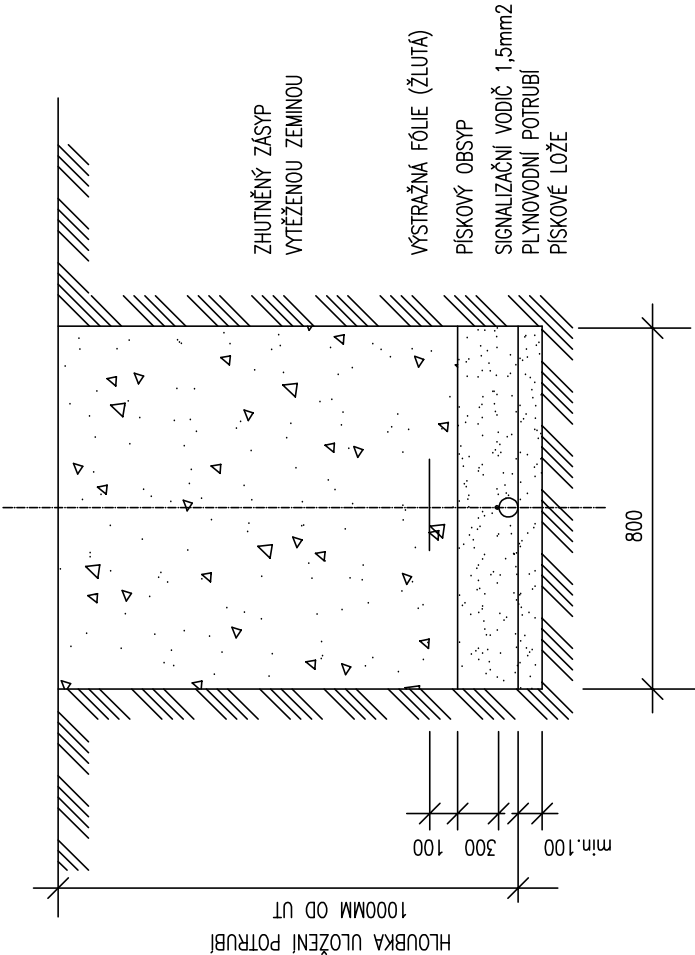 ZHUTNĚNÝ ZÁSYP
VYTĚŽENOU ZEMINOU
VÝSTRAŽNÁ FÓLIE (ŽLUTÁ)
PÍSKOVÝ OBSYP
SIGNALIZAČNÍ VODIČ 1,5mm2
PLYNOVODNÍ POTRUBÍ
PÍSKOVÉ LOŽE
800
100
300
min.100
HLOUBKA ULOŽENÍ POTRUBÍ
1000MM OD UT